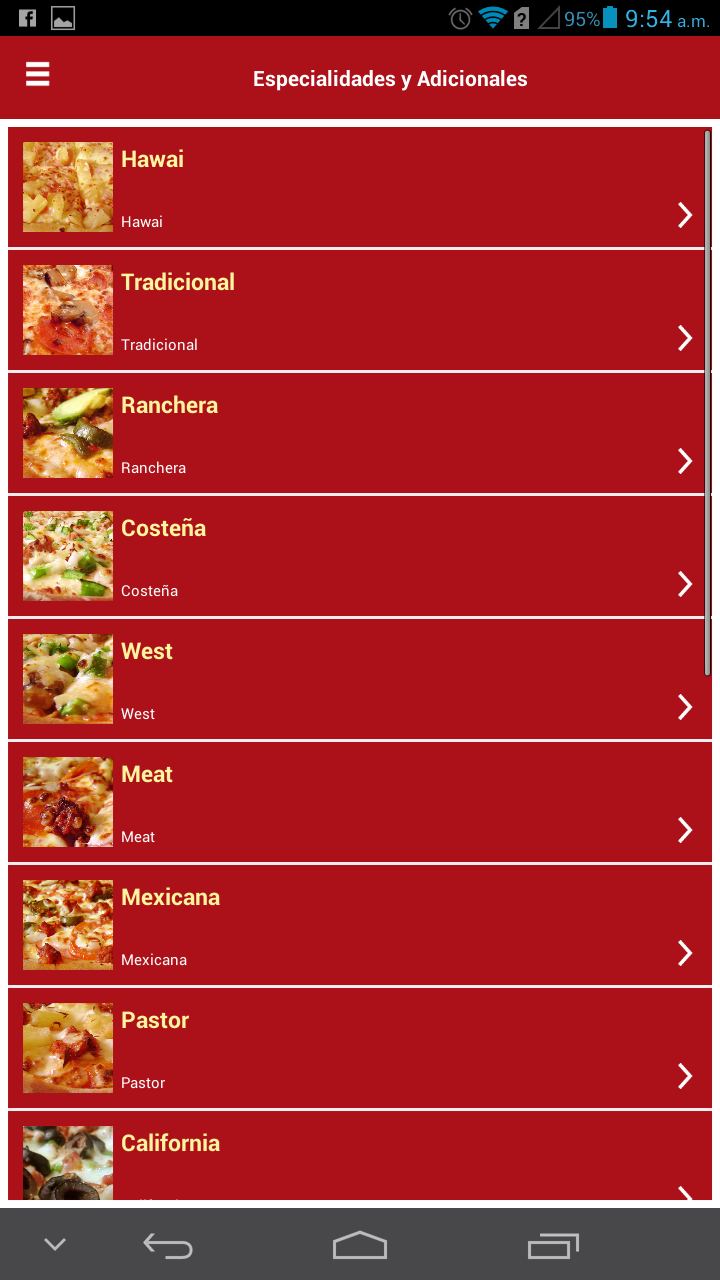 95% 9:54 a.m.
Especialidades y Adicionales
Hawai
Hawai
Tradicional
Tradicional
Ranchera
Ranchera
Costeña
Costeña
West
West
Meat
Meat
Mexicana
Mexicana
Pastor
Pastor
California